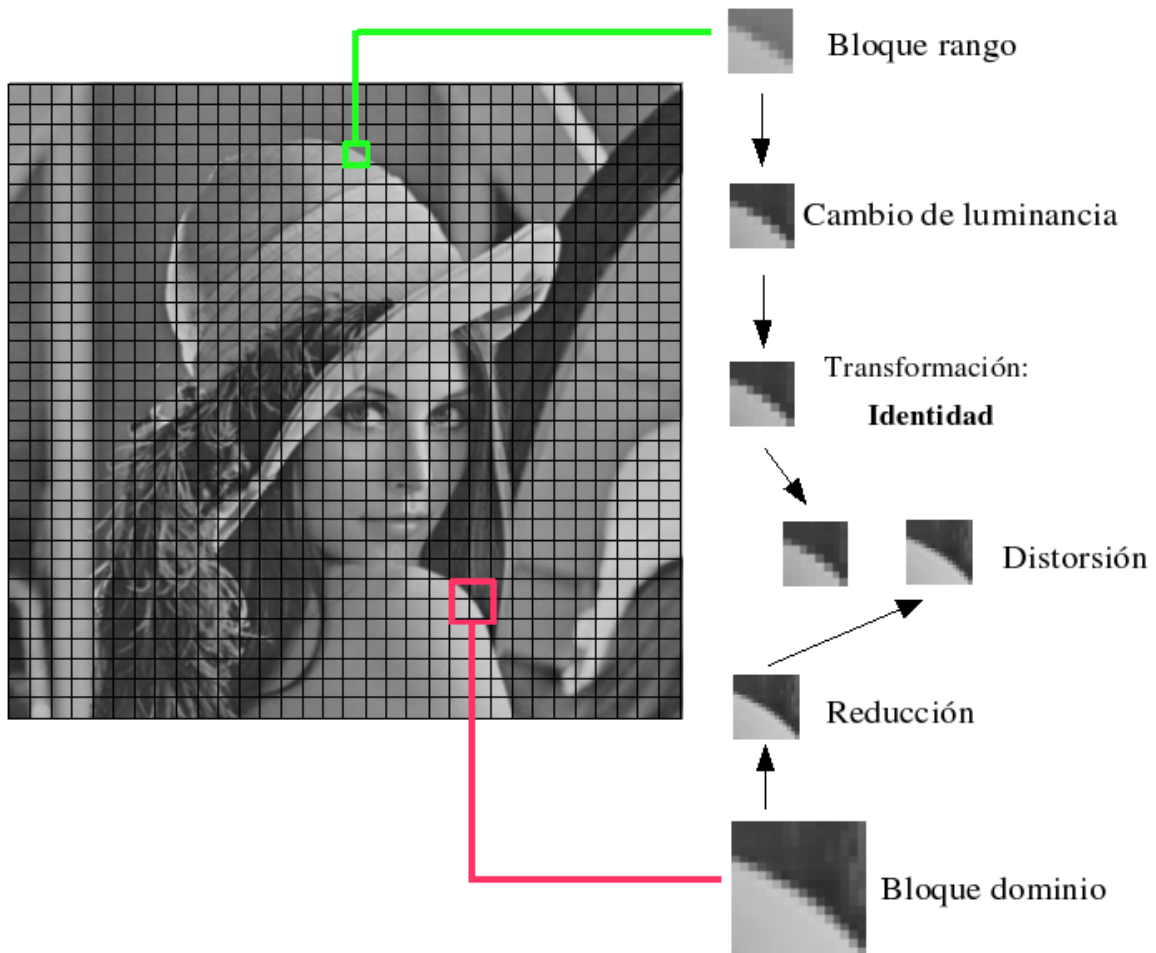 Bloque rango
Cambio de luminancia
Transformación:
Identidad
Distorsión
Reducción
Bloque dominio